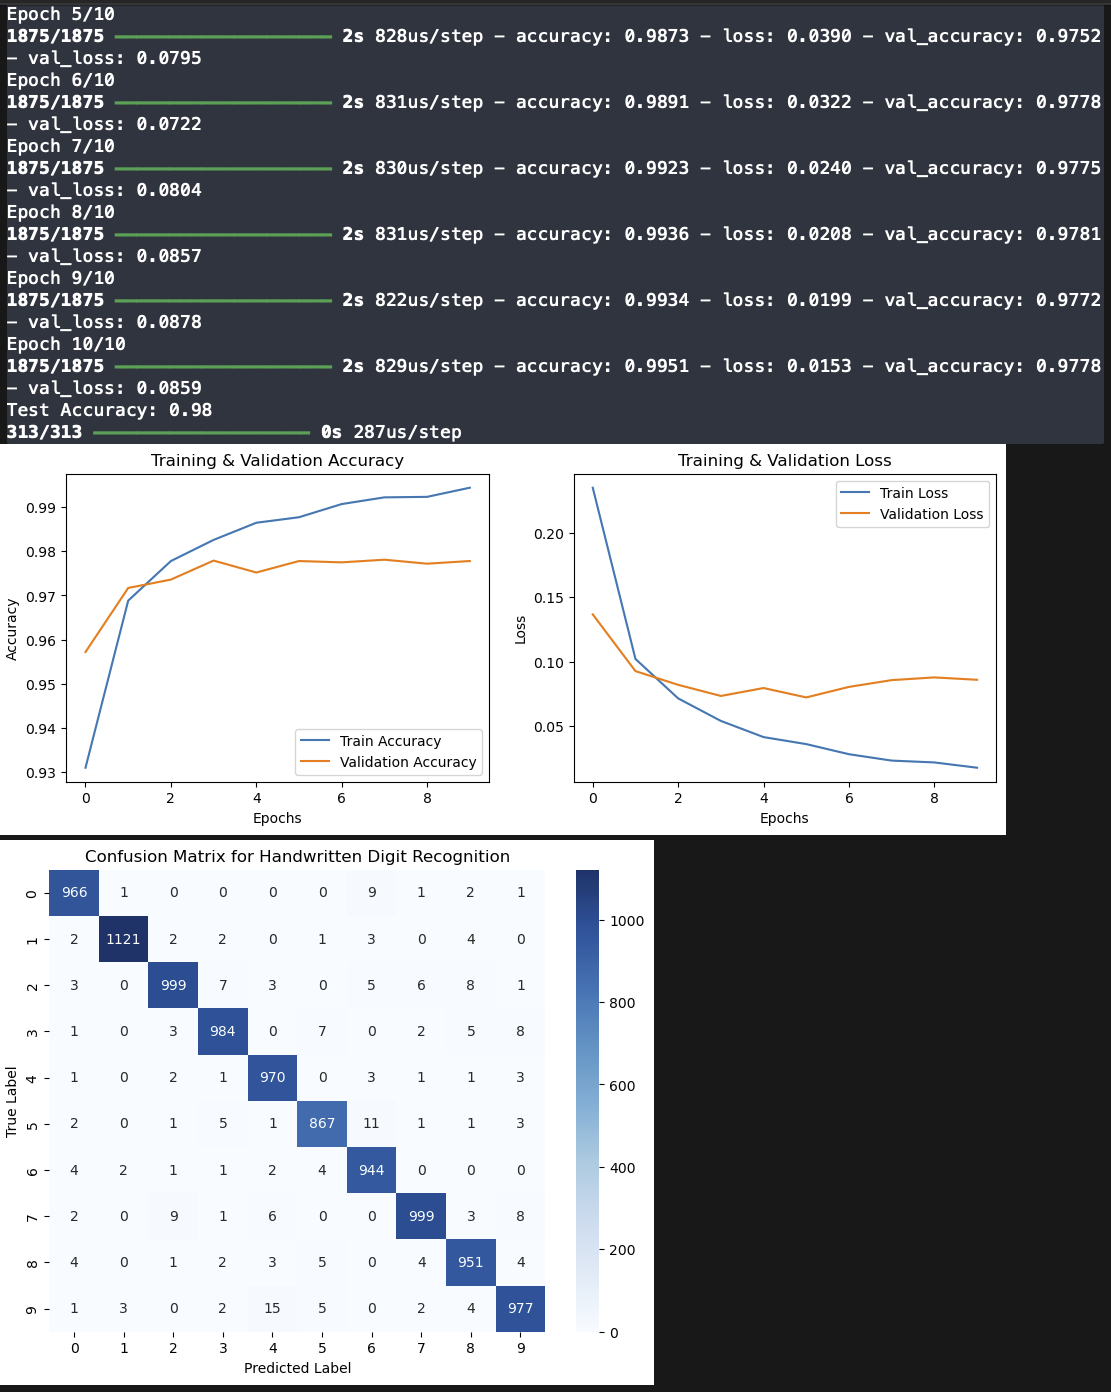 Epoch 5/10
1875/1875 ━━━━━━━━━━━━━━━━━━━━ 2s 828us/step – accuracy: 0.9873 – loss: 0.0390 – val_accuracy: 0.9752
– val_loss: 0.0795
Epoch 6/10
1875/1875 ━━━━━━━━━━━━━━━━━━━━ 2s 831us/step – accuracy: 0.9891 – loss: 0.0322 – val_accuracy: 0.9778
– val_loss: 0.0722
Epoch 7/10
1875/1875 ━━━━━━━━━━━━━━━━━━━━ 2s 830us/step – accuracy: 0.9923 – loss: 0.0240 – val_accuracy: 0.9775
– val_loss: 0.0804
Epoch 8/10
1875/1875 ━━━━━━━━━━━━━━━━━━━━ 2s 831us/step – accuracy: 0.9936 – loss: 0.0208 – val_accuracy: 0.9781
– val_loss: 0.0857
Epoch 9/10
1875/1875 ━━━━━━━━━━━━━━━━━━━━ 2s 822us/step – accuracy: 0.9934 – loss: 0.0199 – val_accuracy: 0.9772
– val_loss: 0.0878
Epoch 10/10
1875/1875 ━━━━━━━━━━━━━━━━━━━━ 2s 829us/step – accuracy: 0.9951 – loss: 0.0153 – val_accuracy: 0.9778
– val_loss: 0.0859
Test Accuracy: 0.98
313/313 ━━━━━━━━━━━━━━━━━━━━ 0s 287us/step
Training & Validation Accuracy
Accuracy
0.99
0.98
0.97
0.96
0.95
0.94
0.93
Train Accuracy
Validation Accuracy
0 2 4 6 8
Epochs
Training & Validation Loss
Loss
0.20
0.15
0.10
0.05
Train Loss
Validation Loss
0 2 4 6 8
Epochs
Confusion Matrix for Handwritten Digit Recognition
True Label
0 966 1 0 0 0 0 9 1 2 1
1 2 1121 2 2 0 1 3 0 4 0
2 3 0 999 7 3 0 5 6 8 1
3 1 0 3 984 0 7 0 2 5 8
4 1 0 2 1 970 0 3 1 1 3
5 2 0 1 5 1 867 11 1 1 3
6 4 2 1 1 2 4 944 0 0 0
7 2 0 9 1 6 0 0 999 3 8
8 4 0 1 2 3 5 0 4 951 4
9 1 3 0 2 15 5 0 2 4 977
0 1 2 3 4 5 6 7 8 9
Predicted Label
1000
800
600
400
200
0